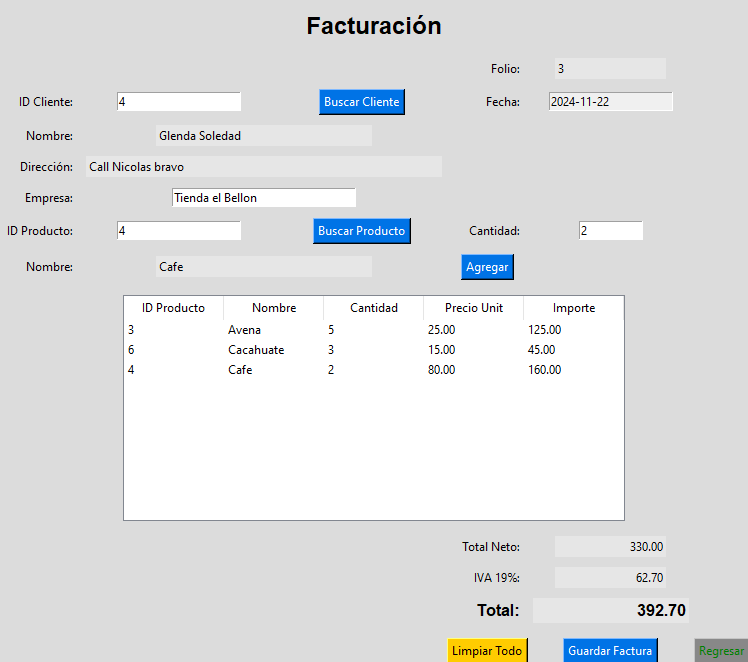 Facturación
Folio: 3
ID Cliente: 4 Buscar Cliente Fecha: 2024-11-22
Nombre: Glenda Soledad
Dirección: Call Nicolas bravo
Empresa: Tienda el Bellon
ID Producto: 4 Buscar Producto Cantidad: 2
Nombre: Cafe Agregar
ID Producto Nombre Cantidad Precio Unit Importe
3 Avena 5 25.00 125.00
6 Cacahuate 3 15.00 45.00
4 Cafe 2 80.00 160.00
Total Neto: 330.00
IVA 19%: 62.70
Total: 392.70
Limpiar Todo Guardar Factura Regresar